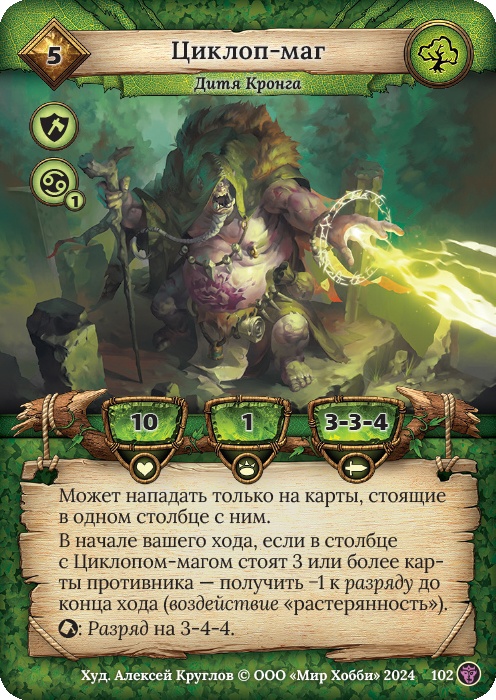 5
Циклоп-маг
Дитя Кронга
1
10
1
3-3-4
Может нападать только на карты, стоящие
в одном столбце с ним.
В начале вашего хода, если в столбце
с Циклопом-магом стоят 3 или более кар-
ты противника — получить −1 к разряду до
конца хода (воздействие «растерянность»).
: Разряд на 3-4-4.
Худ. Алексей Круглов © ООО «Мир Хобби» 2024 102